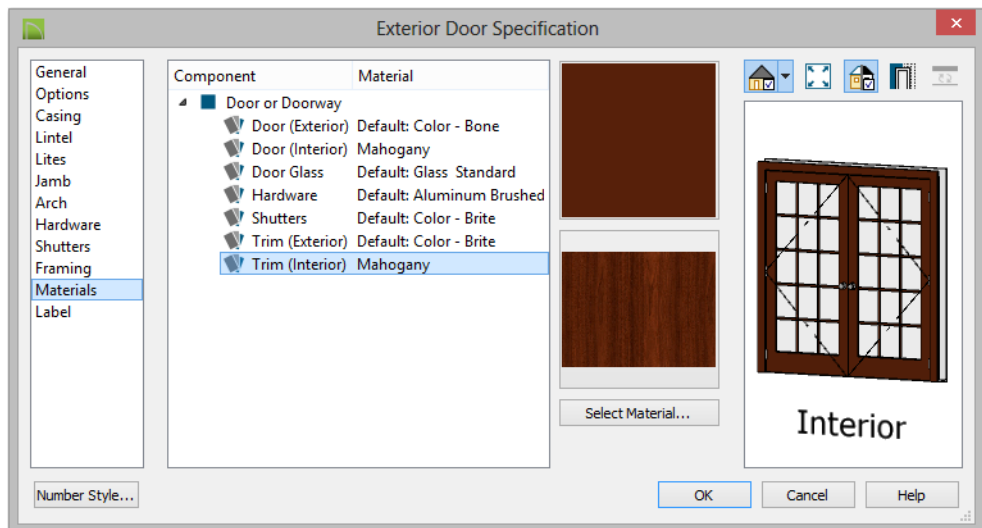 Exterior Door Specification
General
Options
Casing
Lintel
Lites
Jamb
Arch
Hardware
Shutters
Framing
Materials
Label
Component Material
Door or Doorway
Door (Exterior) Default: Color - Bone
Door (Interior) Mahogany
Door Glass Default: Glass Standard
Hardware Default: Aluminum Brushed
Shutters Default: Color - Brite
Trim (Exterior) Default: Color - Brite
Trim (Interior) Mahogany
Select Material...
Interior
Number Style...
OK Cancel Help